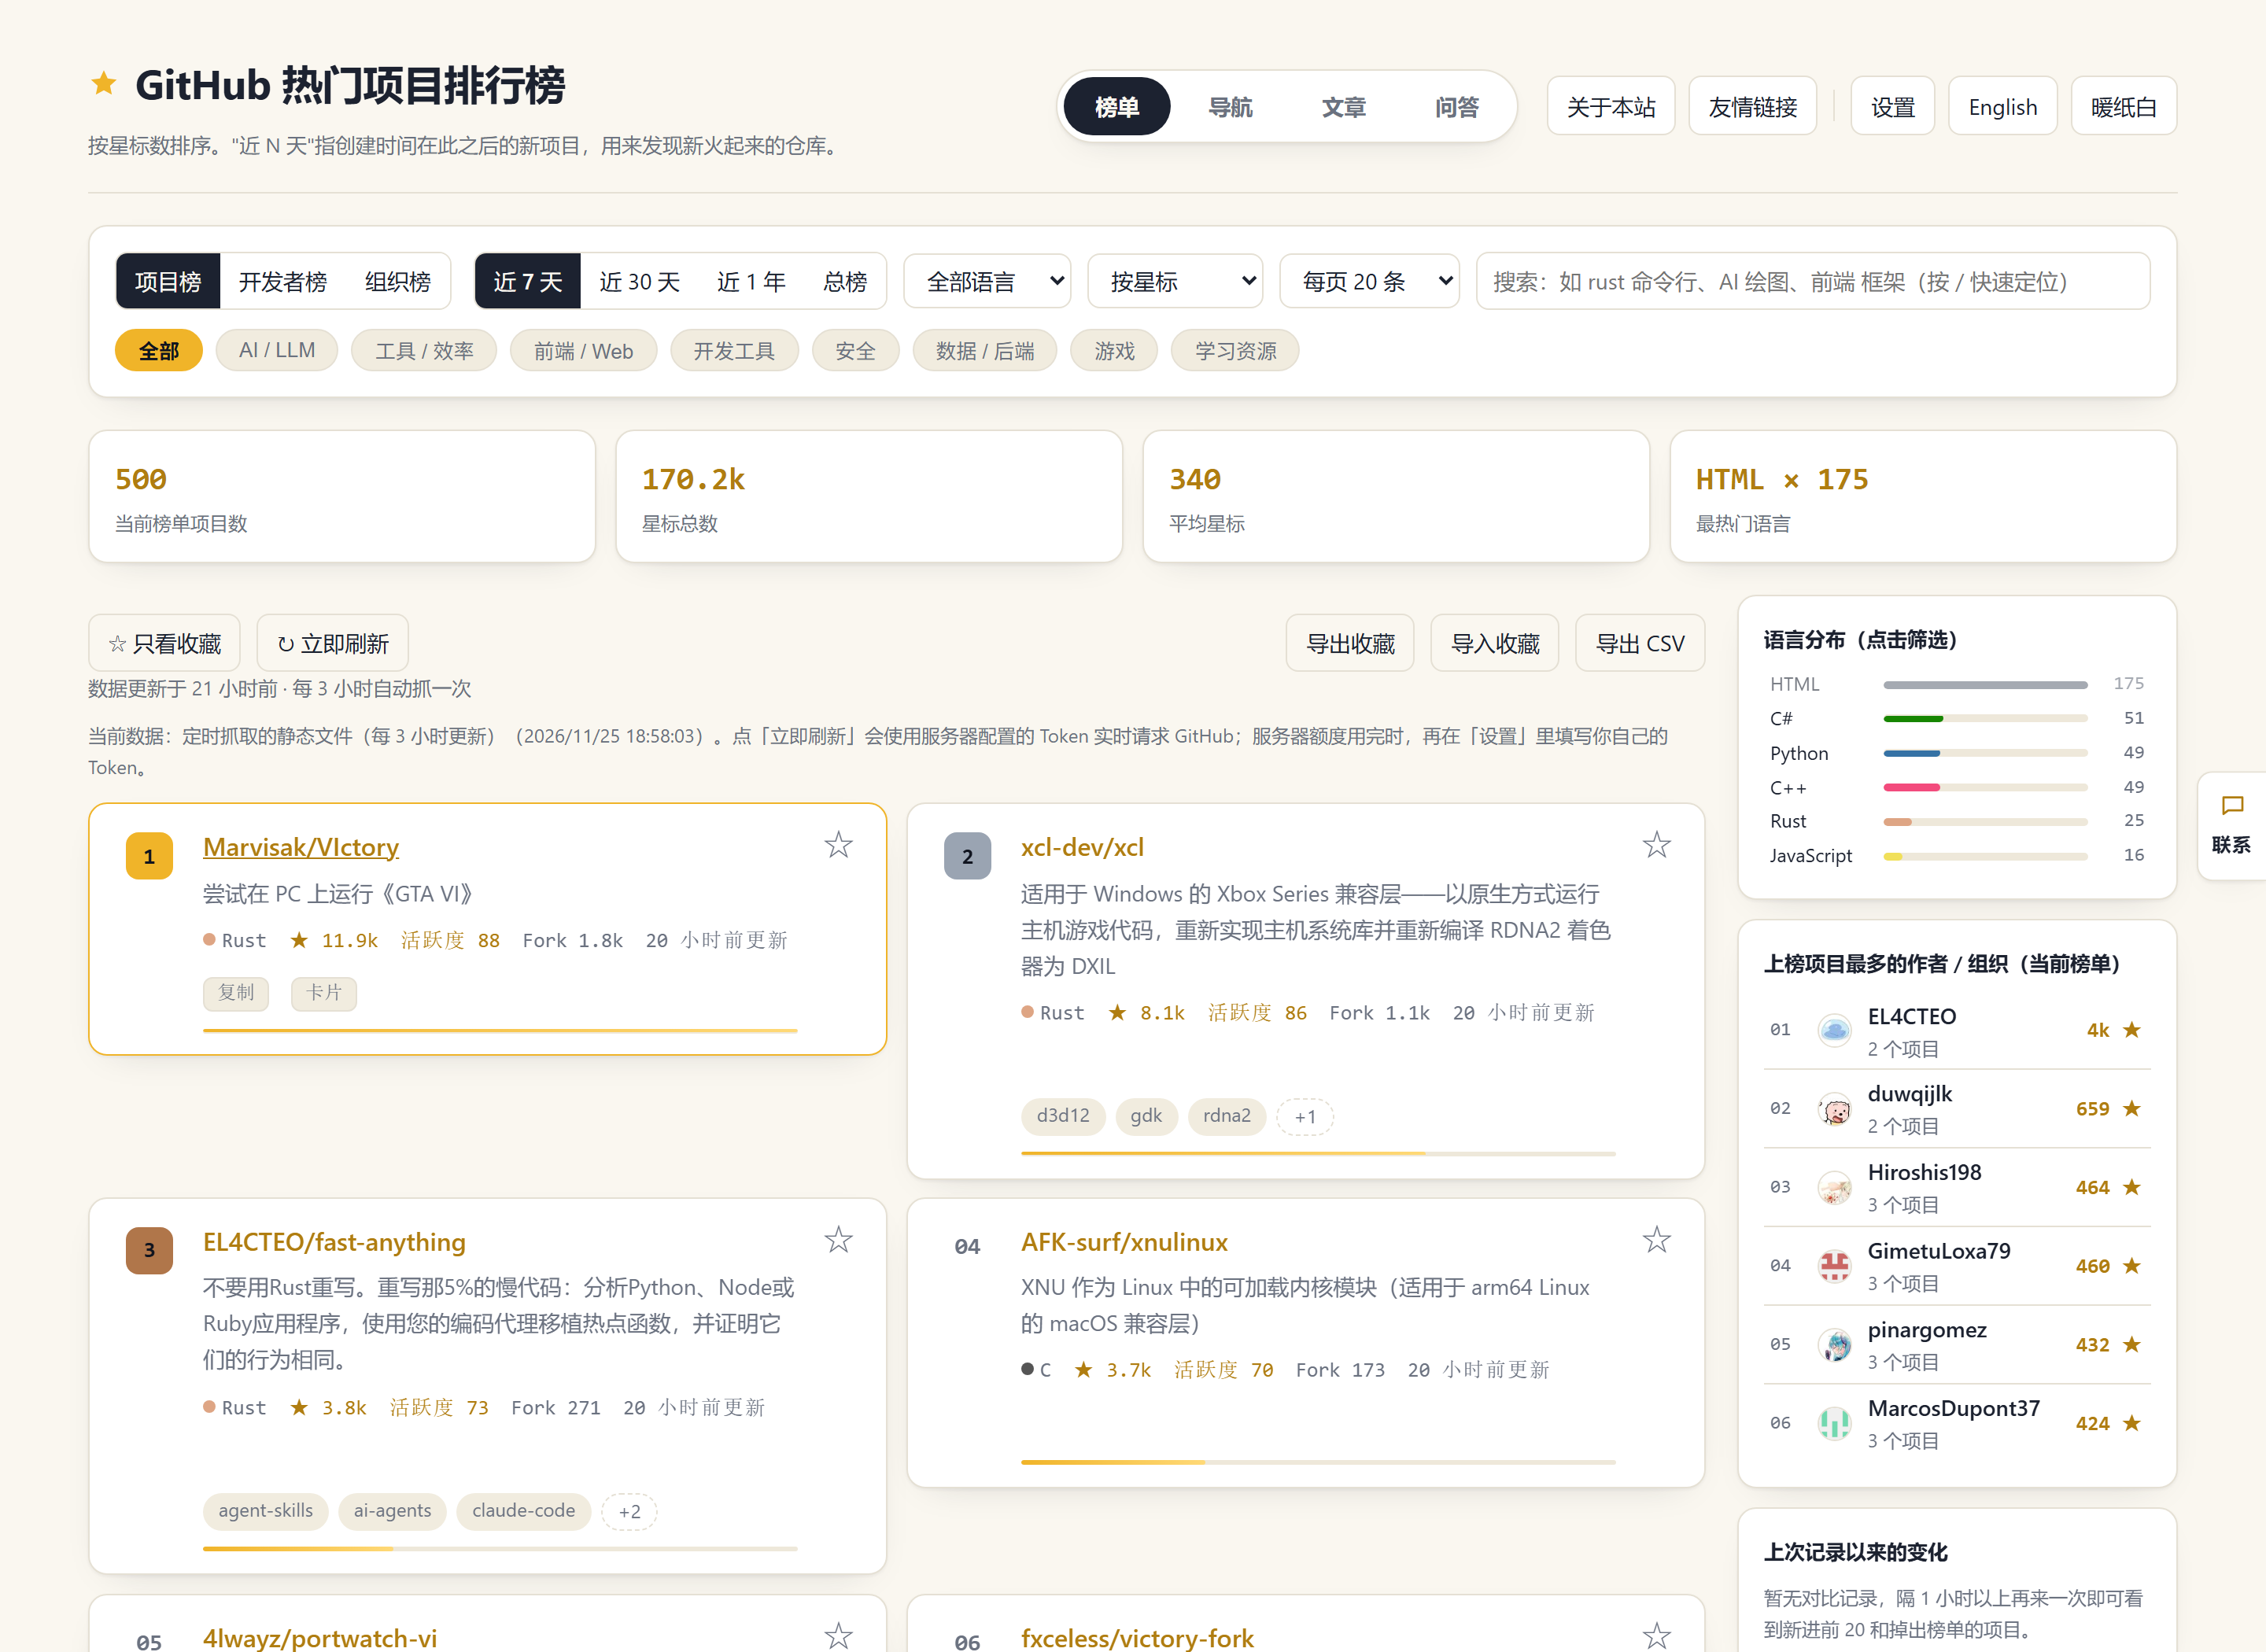 GitHub 热门项目排行榜
按星标数排序。"近 N 天"指创建时间在此之后的新项目，用来发现新火起来的仓库。
榜单 导航 文章 问答 关于本站 友情链接 设置 English 暖纸白
项目榜 开发者榜 组织榜 近 7 天 近 30 天 近 1 年 总榜 全部语言 按星标 每页 20 条 搜索：如 rust 命令行、AI 绘图、前端 框架（按 / 快速定位）
全部 AI / LLM 工具 / 效率 前端 / Web 开发工具 安全 数据 / 后端 游戏 学习资源
500
当前榜单项目数
170.2k
星标总数
340
平均星标
HTML × 175
最热门语言
☆ 只看收藏 ↻ 立即刷新 导出收藏 导入收藏 导出 CSV
数据更新于 21 小时前 · 每 3 小时自动抓一次
当前数据：定时抓取的静态文件（每 3 小时更新）（2026/11/25 18:58:03）。点「立即刷新」会使用服务器配置的 Token 实时请求 GitHub；服务器额度用完时，再在「设置」里填写你自己的
Token。
1 Marvisak/VIctory ☆
尝试在 PC 上运行《GTA VI》
Rust ★ 11.9k 活跃度 88 Fork 1.8k 20 小时前更新
复制 卡片
2 xcl-dev/xcl ☆
适用于 Windows 的 Xbox Series 兼容层——以原生方式运行
主机游戏代码，重新实现主机系统库并重新编译 RDNA2 着色
器为 DXIL
Rust ★ 8.1k 活跃度 86 Fork 1.1k 20 小时前更新
d3d12 gdk rdna2 +1
3 EL4CTEO/fast-anything ☆
不要用Rust重写。重写那5%的慢代码：分析Python、Node或
Ruby应用程序，使用您的编码代理移植热点函数，并证明它
们的行为相同。
Rust ★ 3.8k 活跃度 73 Fork 271 20 小时前更新
agent-skills ai-agents claude-code +2
04 AFK-surf/xnulinux ☆
XNU 作为 Linux 中的可加载内核模块（适用于 arm64 Linux
的 macOS 兼容层）
C ★ 3.7k 活跃度 70 Fork 173 20 小时前更新
05 4lwayz/portwatch-vi ☆
06 fxceless/victory-fork ☆
语言分布（点击筛选）
HTML 175
C# 51
Python 49
C++ 49
Rust 25
JavaScript 16
上榜项目最多的作者 / 组织（当前榜单）
01 EL4CTEO 4k ★
2 个项目
02 duwqijlk 659 ★
2 个项目
03 Hiroshis198 464 ★
3 个项目
04 GimetuLoxa79 460 ★
3 个项目
05 pinargomez 432 ★
3 个项目
06 MarcosDupont37 424 ★
3 个项目
上次记录以来的变化
暂无对比记录，隔 1 小时以上再来一次即可看
到新进前 20 和掉出榜单的项目。
联系